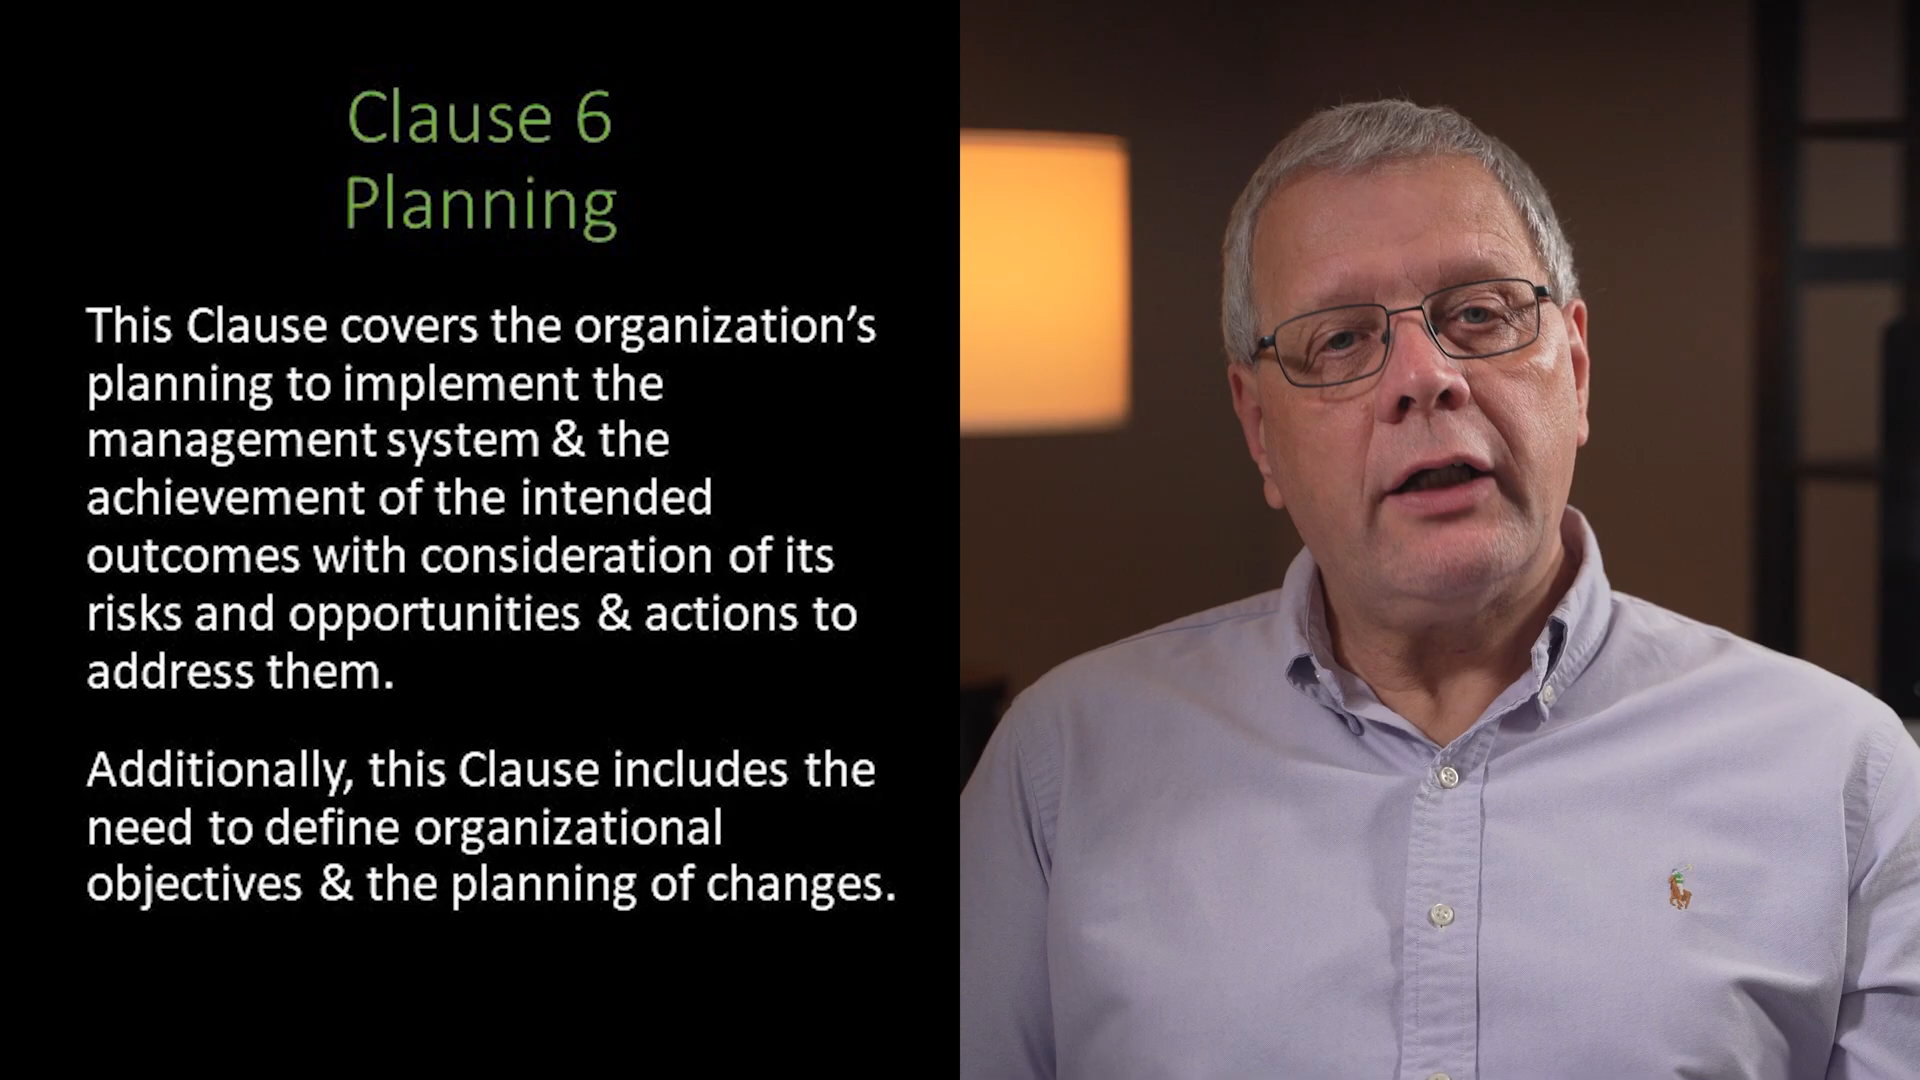 Clause 6
Planning
This Clause covers the organization's
planning to implement the
management system & the
achievement of the intended
outcomes with consideration of its
risks and opportunities & actions to
address them.
Additionally, this Clause includes the
need to define organizational
objectives & the planning of changes.